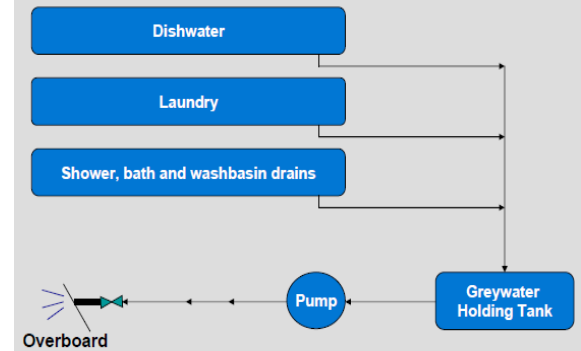 Dishwater
Laundry
Shower, bath and washbasin drains
Pump
Greywater
Holding Tank
Overboard